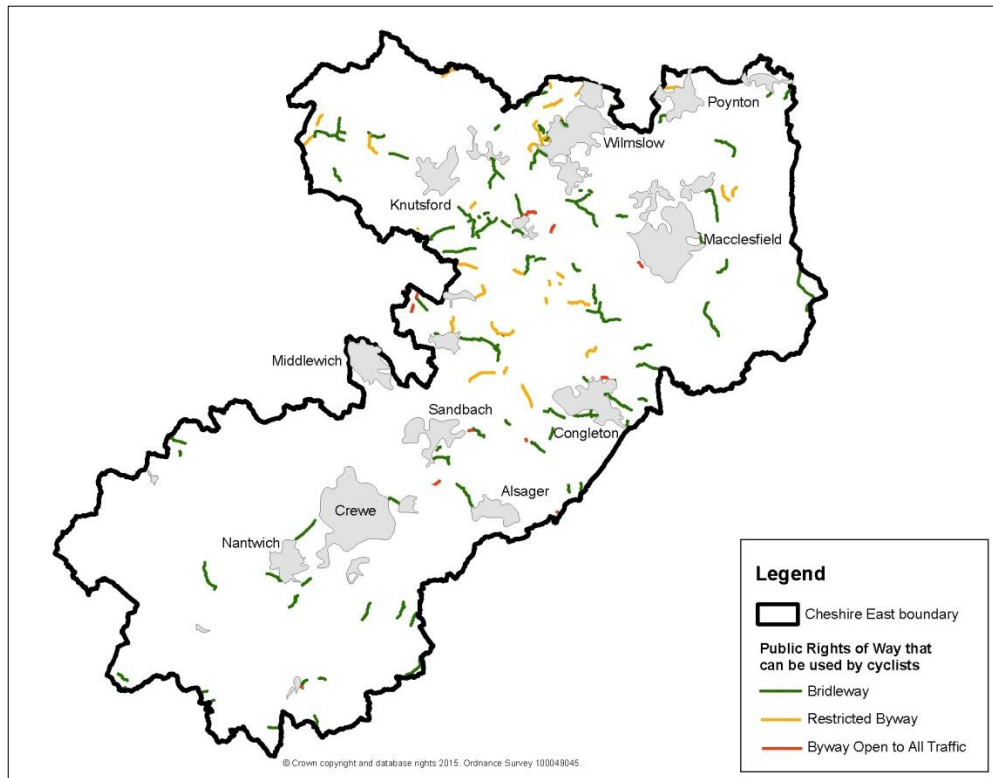 Poynton
Wilmslow
Knutsford
Macclesfield
Middlewich
Sandbach
Congleton
Alsager
Crewe
Nantwich
Legend
Cheshire East boundary
Public Rights of Way that
can be used by cyclists
Bridleway
Restricted Byway
Byway Open to All Traffic
© Crown copyright and database rights 2015. Ordnance Survey 100049045.